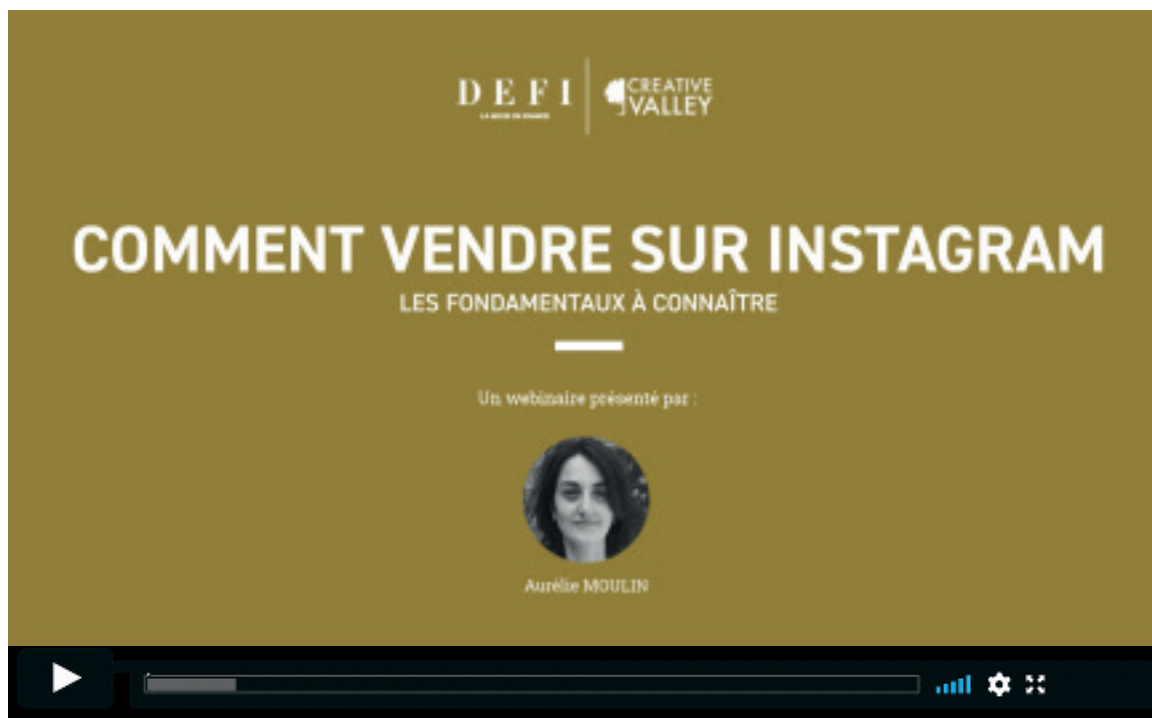 DEFI
CREATIVE
VALLEY
COMMENT VENDRE SUR INSTAGRAM
LES FONDAMENTAUX À CONNAÎTRE
Un webinaire présenté par :
Aurélie MOULIN